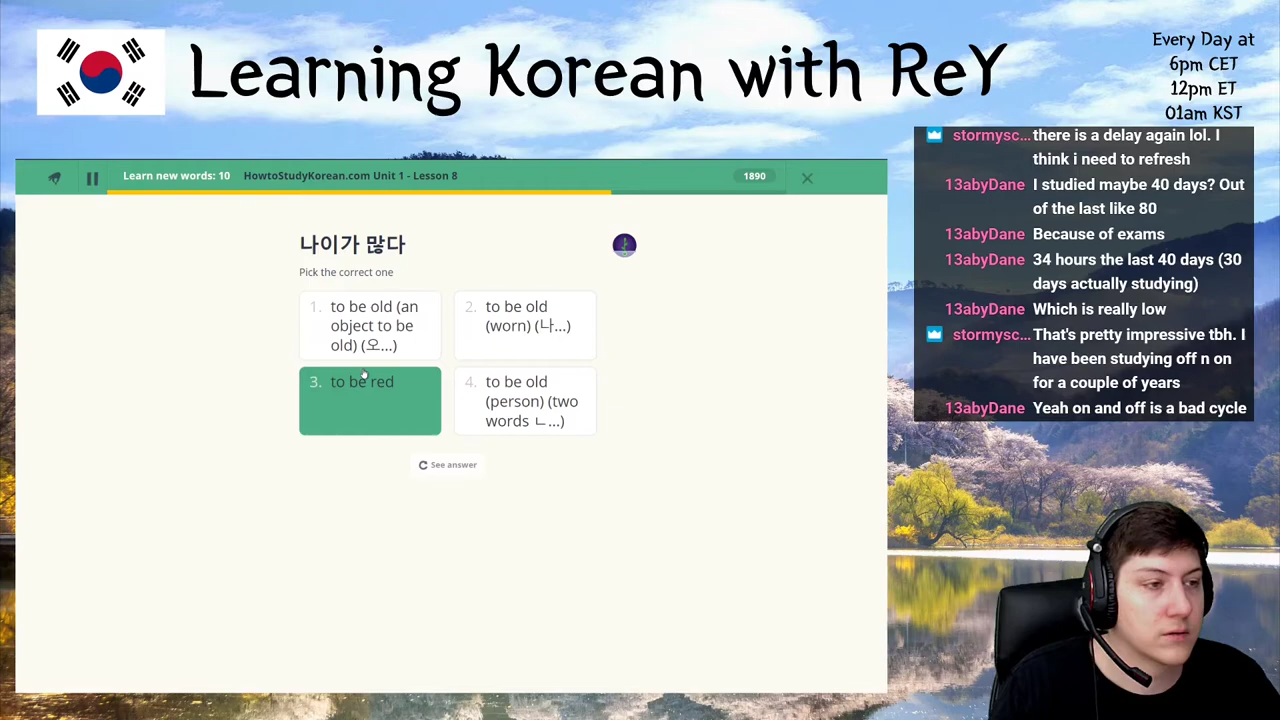 Learning Korean with ReY
Every Day at
6pm CET
12pm ET
01am KST
Learn new words: 10
HowtoStudyKorean.com Unit 1 - Lesson 8
1890
나이가 많다
Pick the correct one
1. to be old (an
object to be
old) (오...)
2. to be old
(worn) (나...)
3. to be red
4. to be old
(person) (two
words ㄴ...)
See answer
stormysc... there is a delay again lol. I
think i need to refresh
13abyDane I studied maybe 40 days? Out
of the last like 80
13abyDane Because of exams
13abyDane 34 hours the last 40 days (30
days actually studying)
13abyDane Which is really low
stormysc... That's pretty impressive tbh. I
have been studying off n on
for a couple of years
13abyDane Yeah on and off is a bad cycle